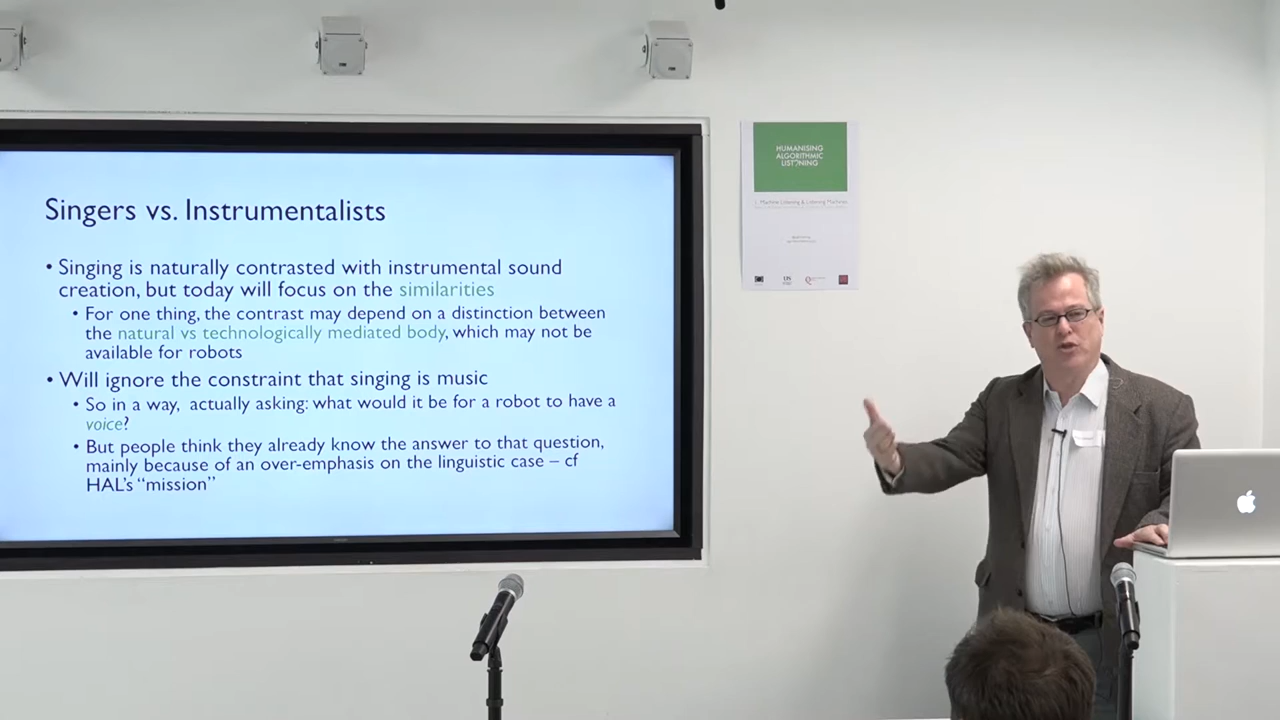 Singers vs. Instrumentalists
• Singing is naturally contrasted with instrumental sound
creation, but today will focus on the similarities
• For one thing, the contrast may depend on a distinction between
the natural vs technologically mediated body, which may not be
available for robots
• Will ignore the constraint that singing is music
• So in a way, actually asking: what would it be for a robot to have a
voice?
• But people think they already know the answer to that question,
mainly because of an over-emphasis on the linguistic case – cf
HAL's "mission"
HUMANISING
ALGORITHMIC
LISTENING
Machine Listening & Listening Machines